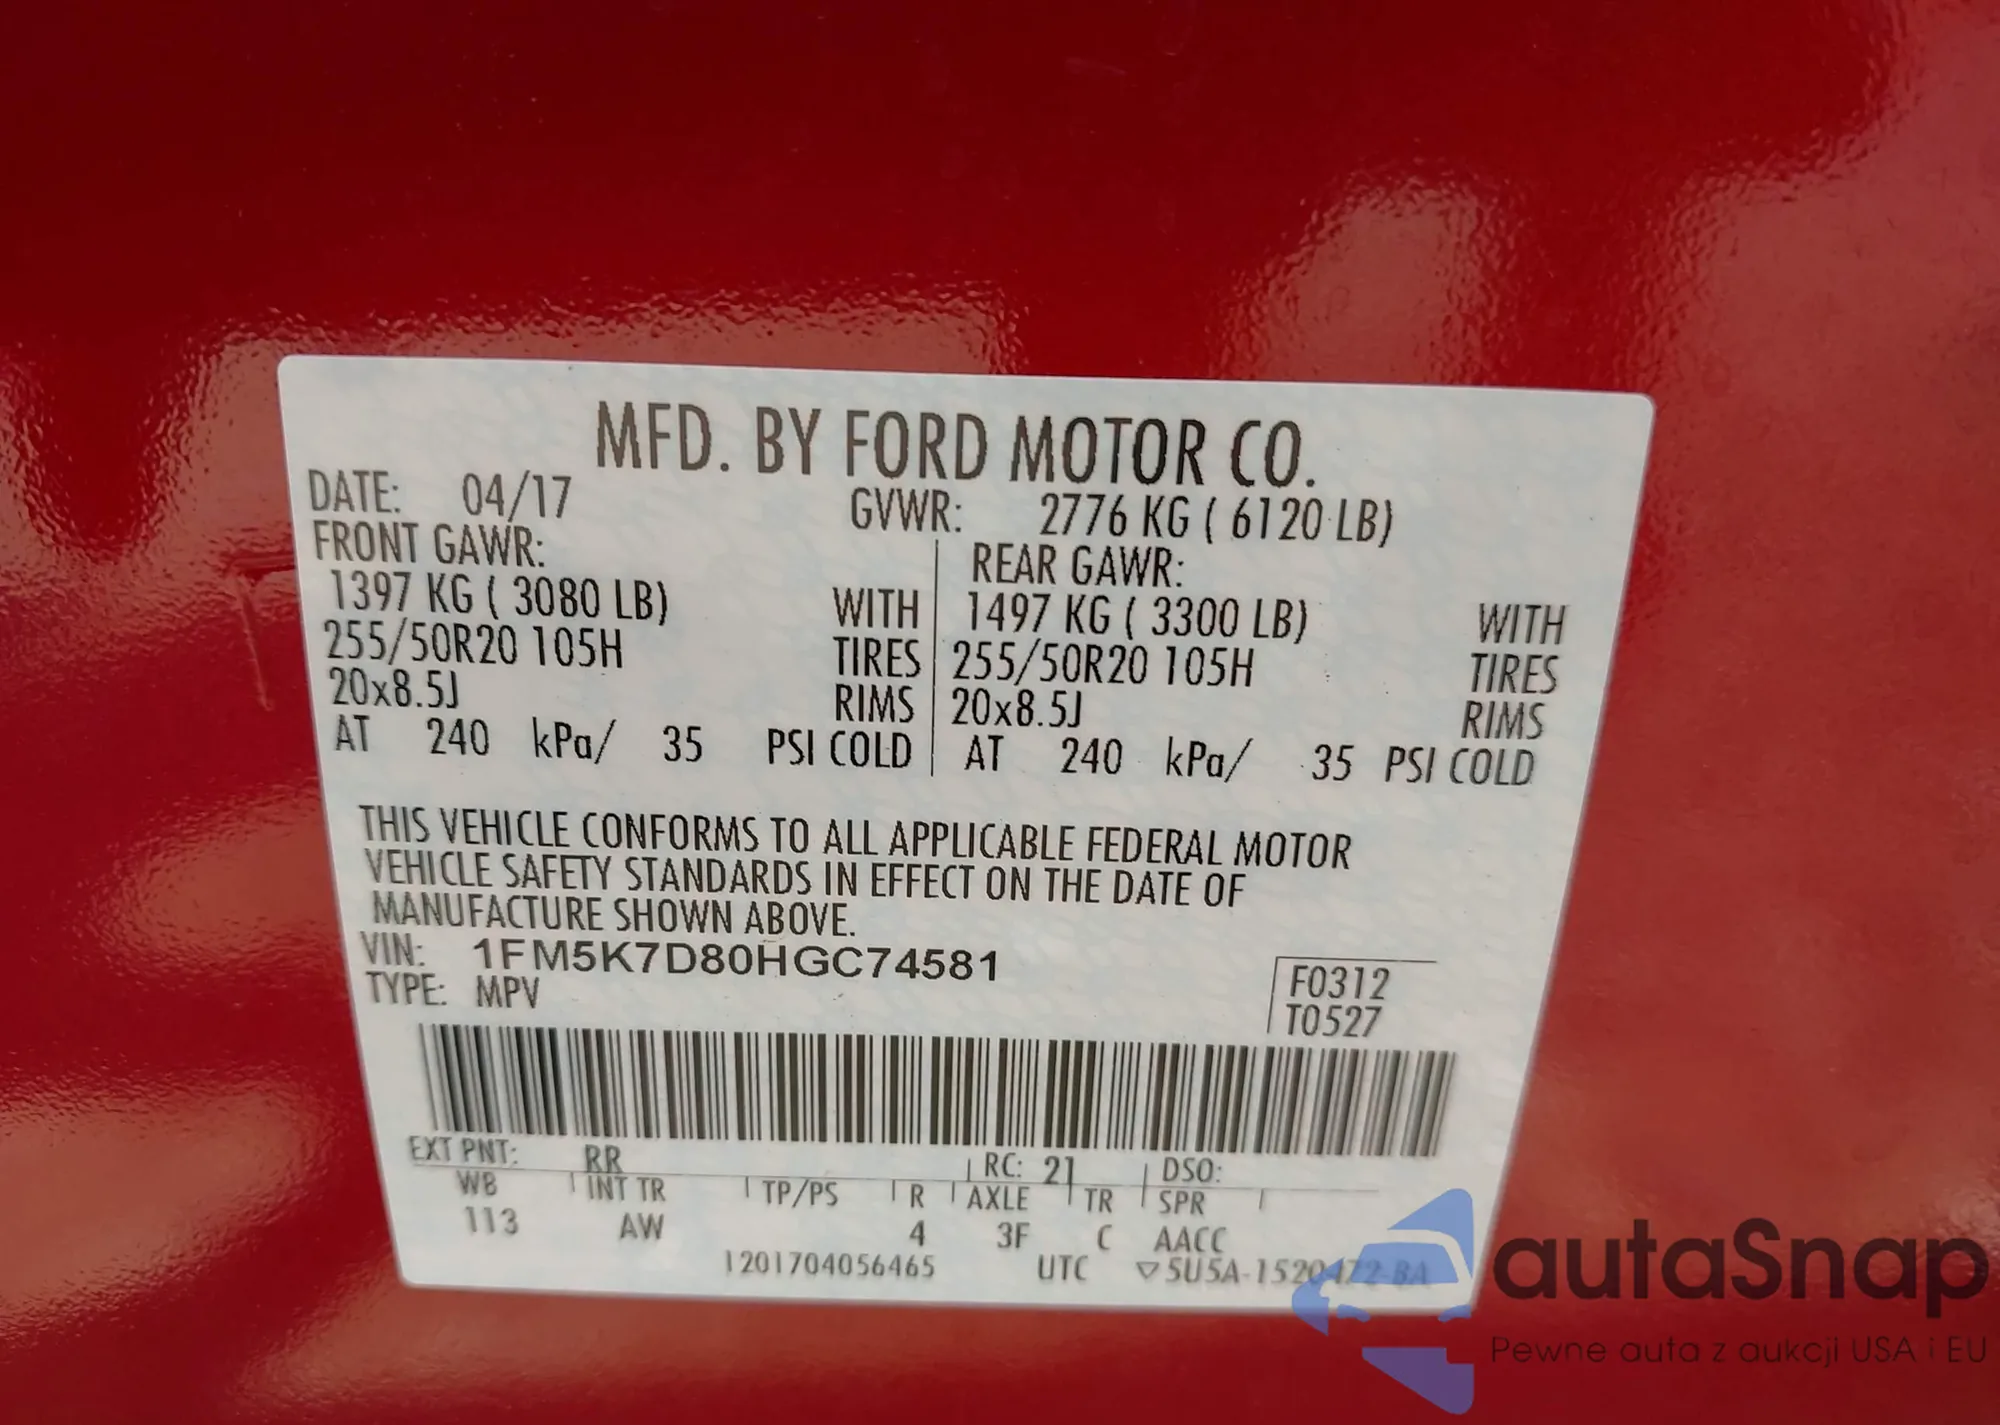 MFD. BY FORD MOTOR CO.
DATE: 04/17 GVWR: 2776 KG ( 6120 LB)
FRONT GAWR: REAR GAWR:
1397 KG ( 3080 LB) WITH 1497 KG ( 3300 LB) WITH
255/50R20 105H TIRES 255/50R20 105H TIRES
20x8.5J RIMS 20x8.5J RIMS
AT 240 kPa/ 35 PSI COLD AT 240 kPa/ 35 PSI COLD
THIS VEHICLE CONFORMS TO ALL APPLICABLE FEDERAL MOTOR
VEHICLE SAFETY STANDARDS IN EFFECT ON THE DATE OF
MANUFACTURE SHOWN ABOVE.
VIN: 1FM5K7D80HGC74581
TYPE: MPV
F0312
T0527
EXT PNT: RR RC: 21 DSO:
WB INT TR TP/PS R AXLE TR SPR
113 AW 4 3F C AACC
1201704056465 UTC ▽5U5A-1520472-BA
autaSnap
Pewne auta z aukcji USA i EU